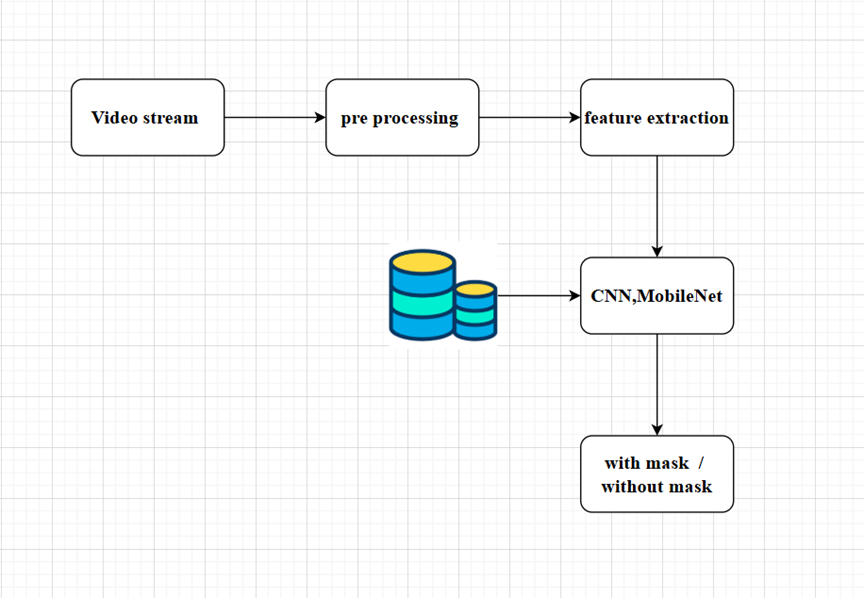 Video stream
pre processing
feature extraction
CNN,MobileNet
with mask /
without mask